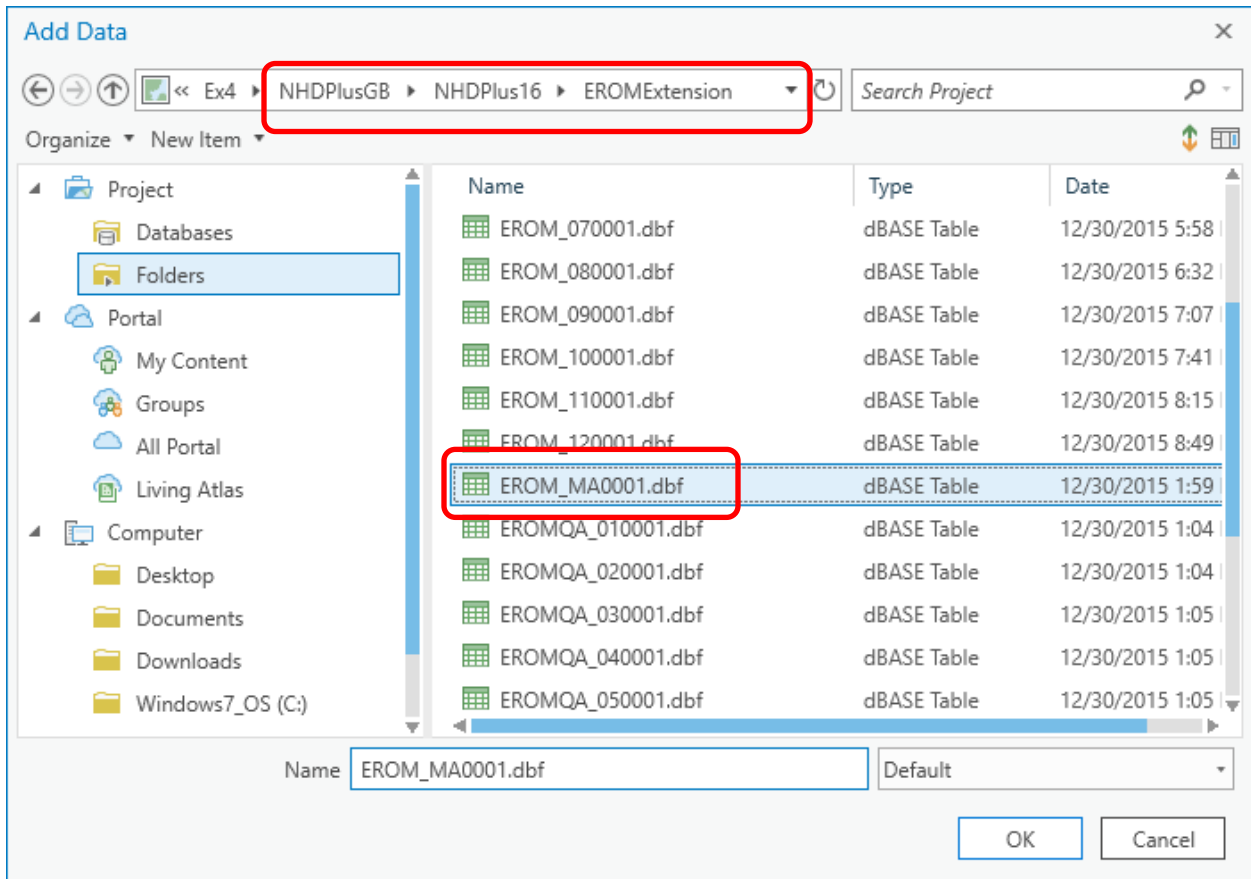 Add Data
« Ex4 NHDPlusGB NHDPlus16 EROMExtension Search Project
Organize New Item
Project
Databases
Folders
Portal
My Content
Groups
All Portal
Living Atlas
Computer
Desktop
Documents
Downloads
Windows7_OS (C:)
Name Type Date
EROM_070001.dbf dBASE Table 12/30/2015 5:58
EROM_080001.dbf dBASE Table 12/30/2015 6:32
EROM_090001.dbf dBASE Table 12/30/2015 7:07
EROM_100001.dbf dBASE Table 12/30/2015 7:41
EROM_110001.dbf dBASE Table 12/30/2015 8:15
EROM_120001.dbf dBASE Table 12/30/2015 8:49
EROM_MA0001.dbf dBASE Table 12/30/2015 1:59
EROMQA_010001.dbf dBASE Table 12/30/2015 1:04
EROMQA_020001.dbf dBASE Table 12/30/2015 1:04
EROMQA_030001.dbf dBASE Table 12/30/2015 1:05
EROMQA_040001.dbf dBASE Table 12/30/2015 1:05
EROMQA_050001.dbf dBASE Table 12/30/2015 1:05
Name EROM_MA0001.dbf Default
OK Cancel